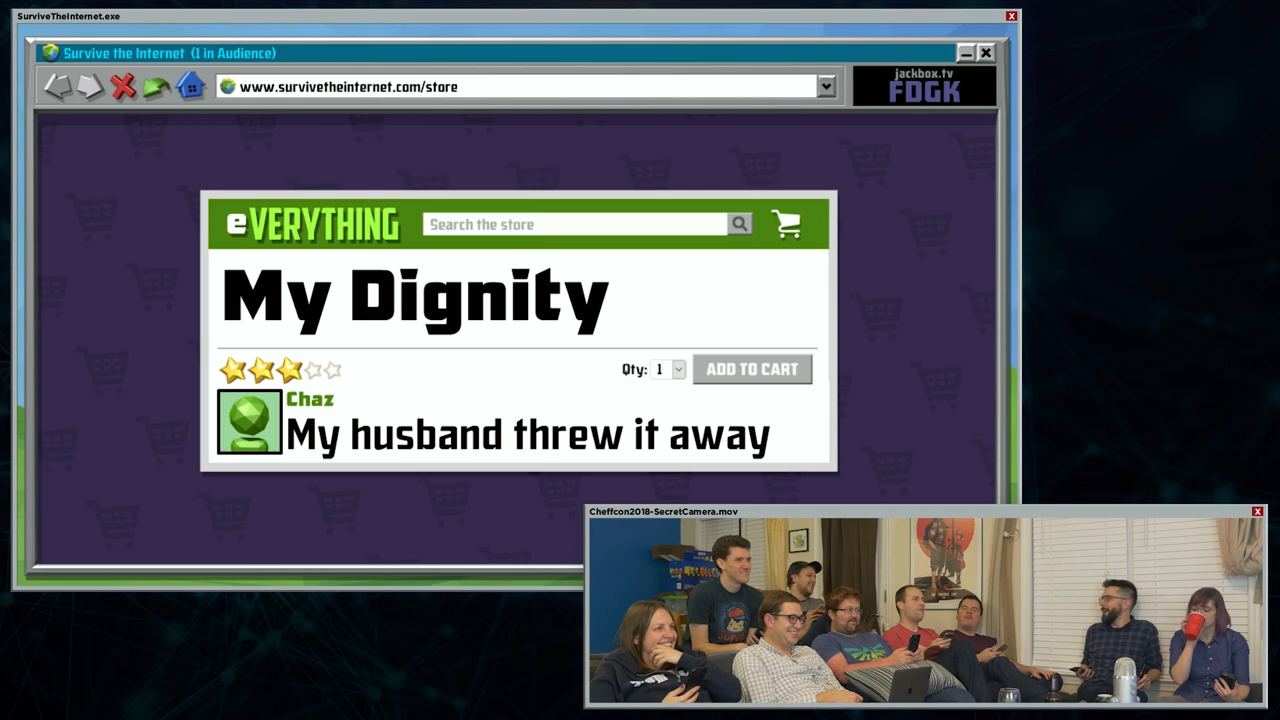 SurviveTheInternet.exe
X
Survive the Internet (1 in Audience)
www.survivetheinternet.com/store
jackbox.tv
FDGK
eVERYTHING
Search the store
My Dignity
Qty: 1
ADD TO CART
Chaz
My husband threw it away
Cheffcon2018-SecretCamera.mov
X